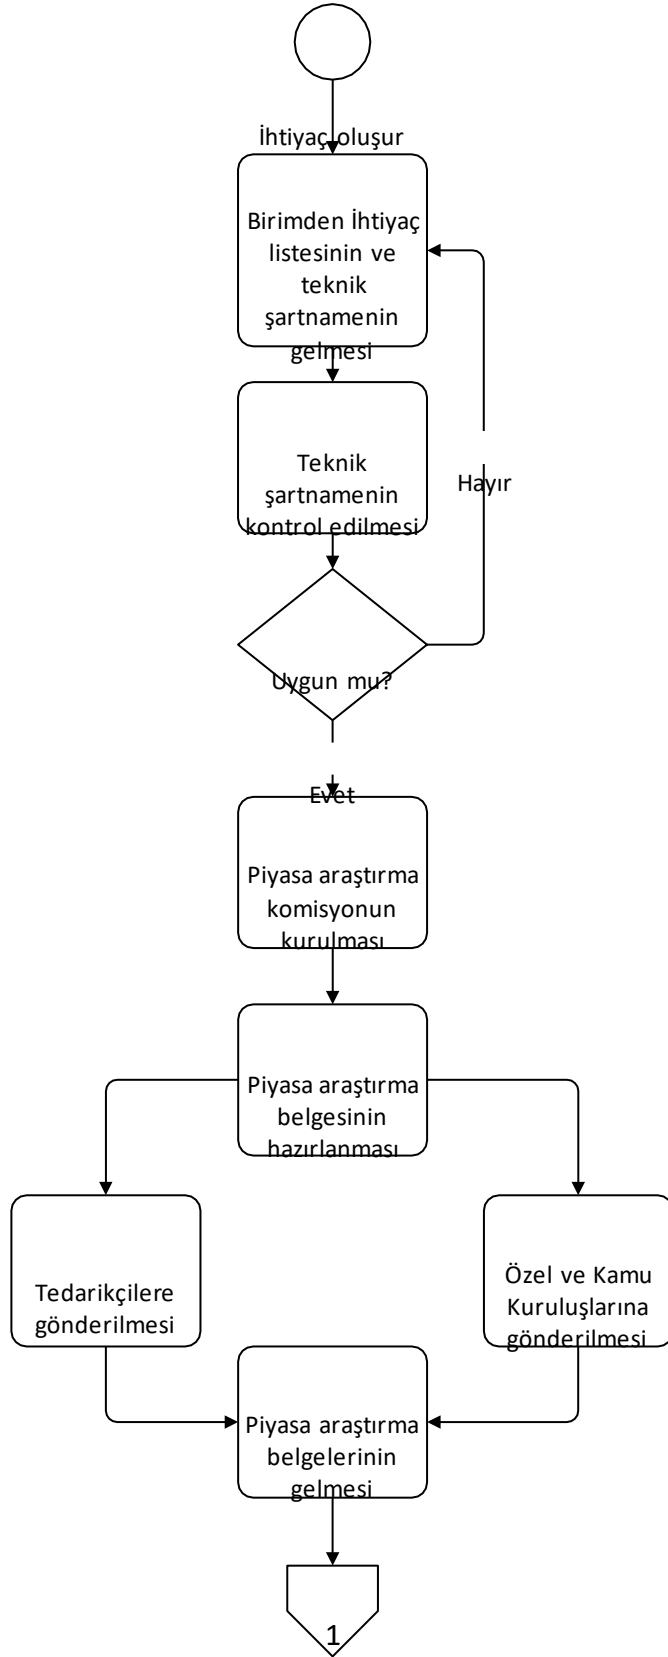 İhtiyaç oluşur
Birimden İhtiyaç
listesinin ve
teknik
şartnamenin
gelmesi
Teknik
şartnamenin
kontrol edilmesi
Hayır
Uygun mu?
Evet
Piyasa araştırma
komisyonun
kurulması
Piyasa araştırma
belgesinin
hazırlanması
Tedarikçilere
gönderilmesi
Özel ve Kamu
Kuruluşlarına
gönderilmesi
Piyasa araştırma
belgelerinin
gelmesi
1